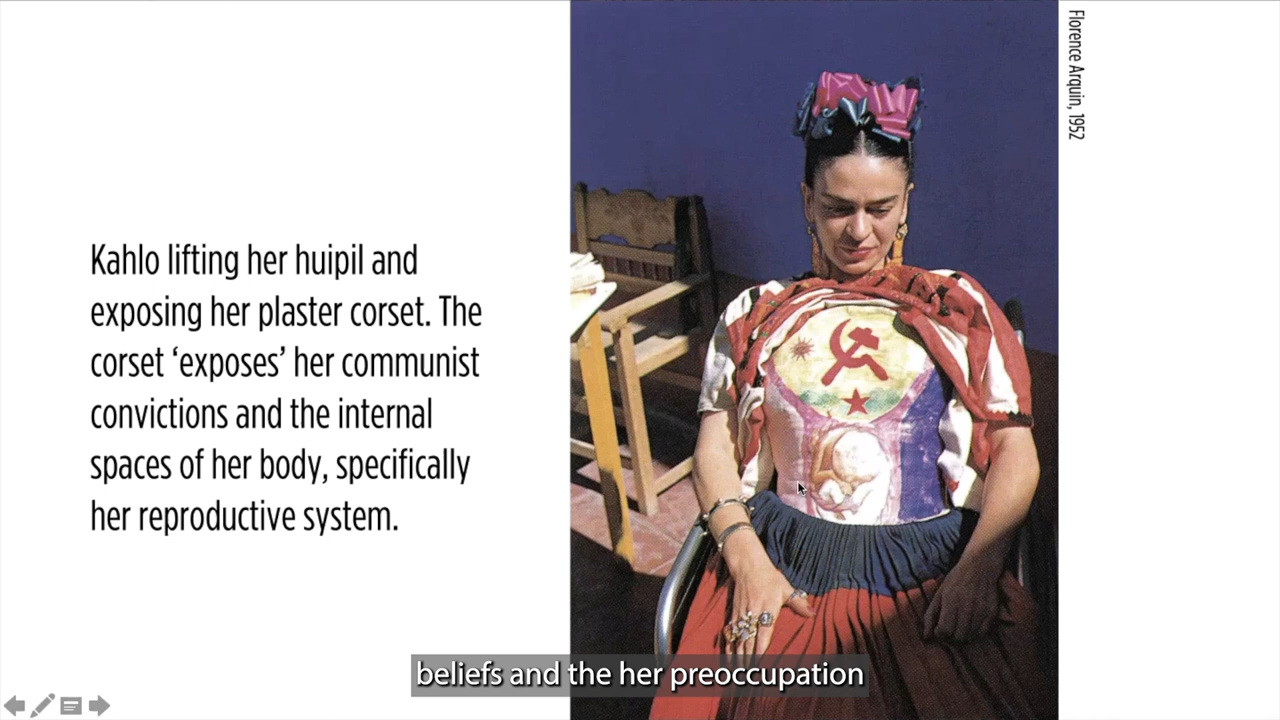 Kahlo lifting her huipil and
exposing her plaster corset. The
corset ‘exposes’ her communist
convictions and the internal
spaces of her body, specifically
her reproductive system.
Florence Arquin, 1952
beliefs and the her preoccupation